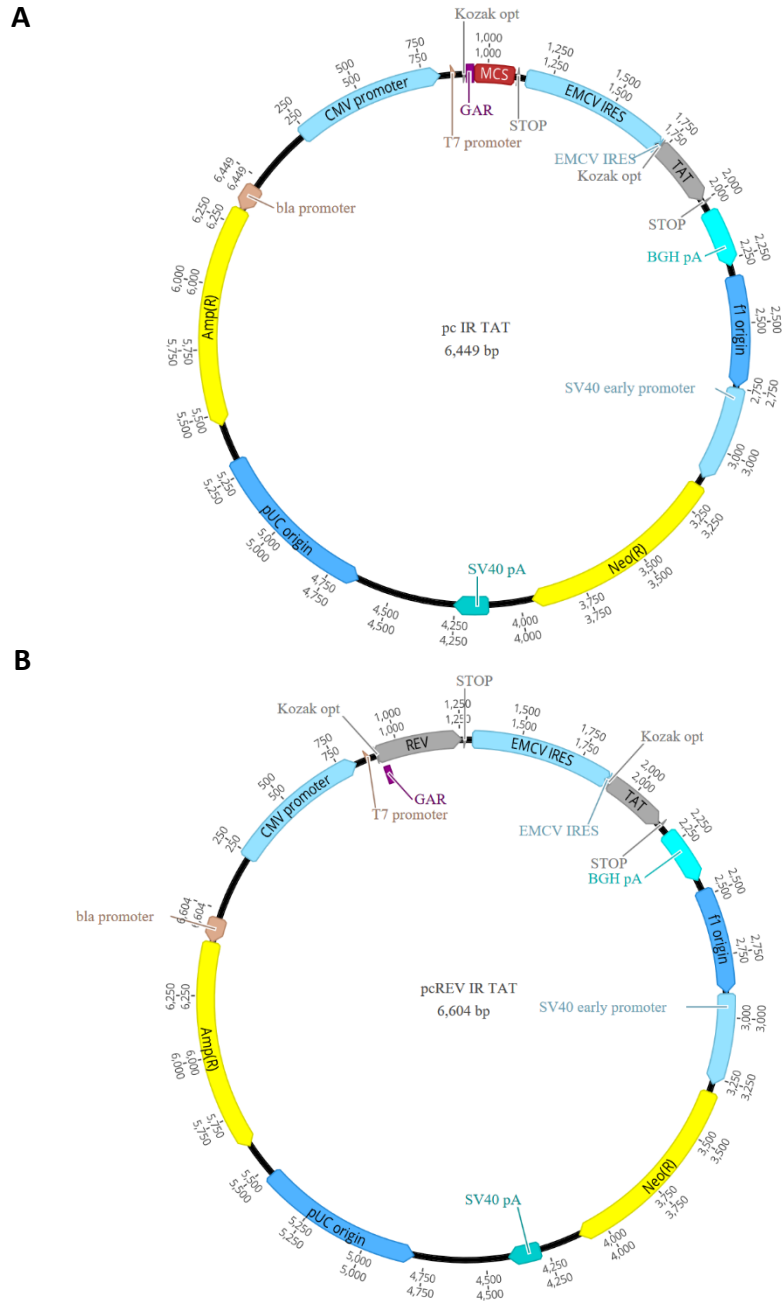 A
Kozak opt
1,000
1,000
MCS
GAR
STOP
T7 promoter
750
750
500
500
CMV promoter
250
250
1,250
1,250
1,500
1,500
EMCV IRES
EMCV IRES
Kozak opt
1,750
1,750
TAT
2,000
2,000
STOP
BGH pA
2,250
2,250
f1 origin
2,500
2,500
SV40 early promoter
2,750
2,750
3,000
3,000
3,250
3,250
Neo(R)
3,500
3,500
3,750
3,750
4,000
4,000
SV40 pA
4,250
4,250
4,500
4,500
4,750
4,750
pUC origin
5,000
5,000
5,250
5,250
5,500
5,500
Amp(R)
5,750
5,750
6,000
6,000
6,250
6,250
bla promoter
6,449
6,449
pc IR TAT
6,449 bp
B
STOP
Kozak opt
1,000
1,000
REV
1,250
1,250
GAR
T7 promoter
750
750
500
500
CMV promoter
250
250
1,500
1,500
EMCV IRES
1,750
1,750
Kozak opt
EMCV IRES
TAT
2,000
2,000
STOP
BGH pA
2,250
2,250
2,500
2,500
f1 origin
2,750
2,750
SV40 early promoter
3,000
3,000
3,250
3,250
3,500
3,500
Neo(R)
3,750
3,750
4,000
4,000
SV40 pA
4,250
4,250
4,500
4,500
4,750
4,750
pUC origin
5,000
5,000
5,250
5,250
5,500
5,500
5,750
5,750
Amp(R)
6,000
6,000
6,250
6,250
bla promoter
6,604
6,604
pcREV IR TAT
6,604 bp